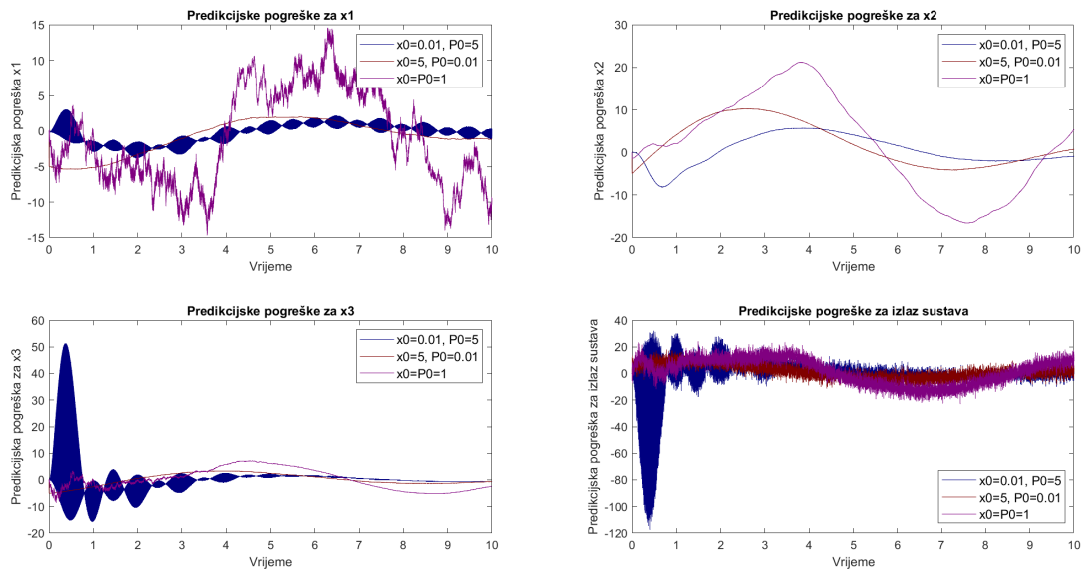 Predikcijske pogreške za x1
Predikcijska pogreška x1
15
10
5
0
-5
-10
-15
0 1 2 3 4 5 6 7 8 9 10
Vrijeme
x0=0.01, P0=5
x0=5, P0=0.01
x0=P0=1
Predikcijske pogreške za x2
Predikcijska pogreška x2
30
20
10
0
-10
-20
0 1 2 3 4 5 6 7 8 9 10
Vrijeme
x0=0.01, P0=5
x0=5, P0=0.01
x0=P0=1
Predikcijske pogreške za x3
Predikcijska pogreške za x3
60
50
40
30
20
10
0
-10
-20
0 1 2 3 4 5 6 7 8 9 10
Vrijeme
x0=0.01, P0=5
x0=5, P0=0.01
x0=P0=1
Predikcijske pogreške za izlaz sustava
Predikcijska pogreška za izlaz sustava
40
20
0
-20
-40
-60
-80
-100
-120
0 1 2 3 4 5 6 7 8 9 10
Vrijeme
x0=0.01, P0=5
x0=5, P0=0.01
x0=P0=1